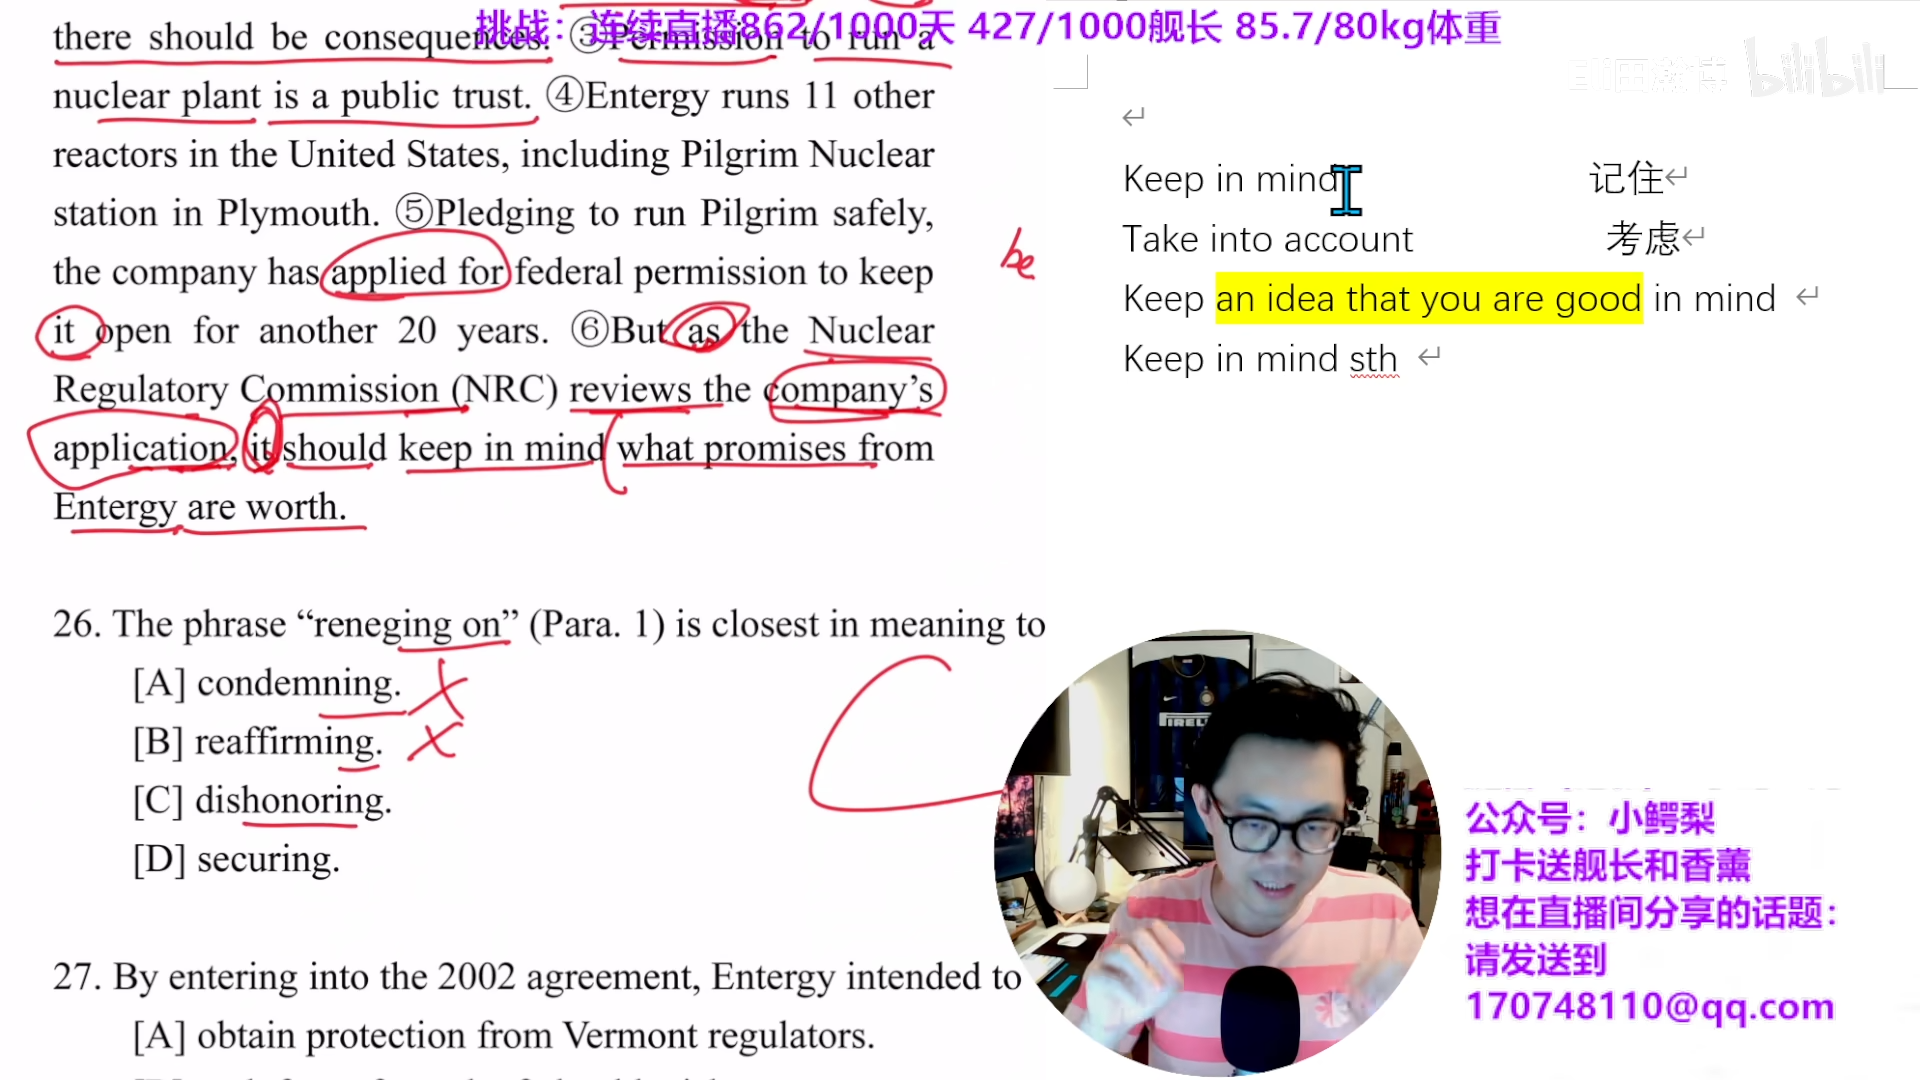 挑战：连续直播862/1000天 427/1000舰长 85.7/80kg体重
there should be consequences. ③Permission to run a
nuclear plant is a public trust. ④Entergy runs 11 other
reactors in the United States, including Pilgrim Nuclear
station in Plymouth. ⑤Pledging to run Pilgrim safely,
the company has applied for federal permission to keep
it open for another 20 years. ⑥But as the Nuclear
Regulatory Commission (NRC) reviews the company’s
application, it should keep in mind what promises from
Entergy are worth.
26. The phrase “reneging on” (Para. 1) is closest in meaning to
[A] condemning.
[B] reaffirming.
[C] dishonoring.
[D] securing.
27. By entering into the 2002 agreement, Entergy intended to
[A] obtain protection from Vermont regulators.
be
bilibili
Keep in mind 记住
Take into account 考虑
Keep an idea that you are good in mind
Keep in mind sth
PIREL
公众号：小鳄梨
打卡送舰长和香薰
想在直播间分享的话题：
请发送到
170748110@qq.com